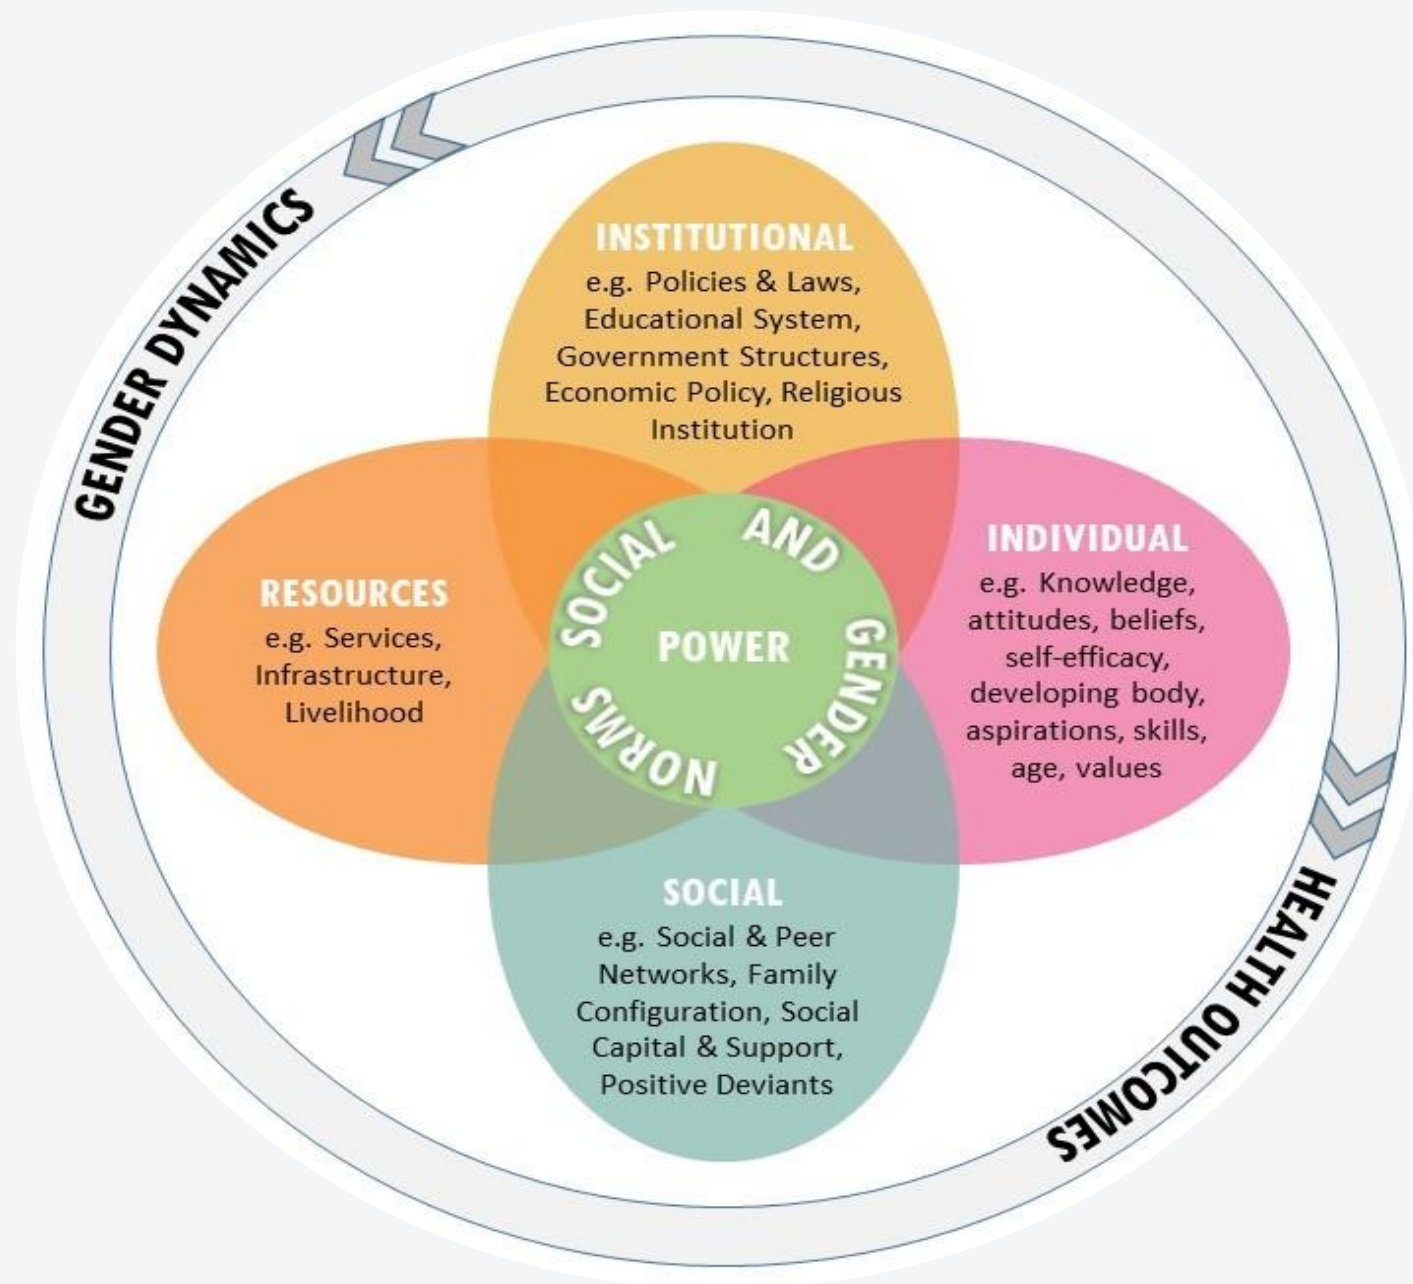 GENDER DYNAMICS
INSTITUTIONAL
e.g. Policies & Laws,
Educational System,
Government Structures,
Economic Policy, Religious
Institution
RESOURCES
e.g. Services,
Infrastructure,
Livelihood
SOCIAL AND GENDER NORMS
POWER
INDIVIDUAL
e.g. Knowledge,
attitudes, beliefs,
self-efficacy,
developing body,
aspirations, skills,
age, values
SOCIAL
e.g. Social & Peer
Networks, Family
Configuration, Social
Capital & Support,
Positive Deviants
HEALTH OUTCOMES